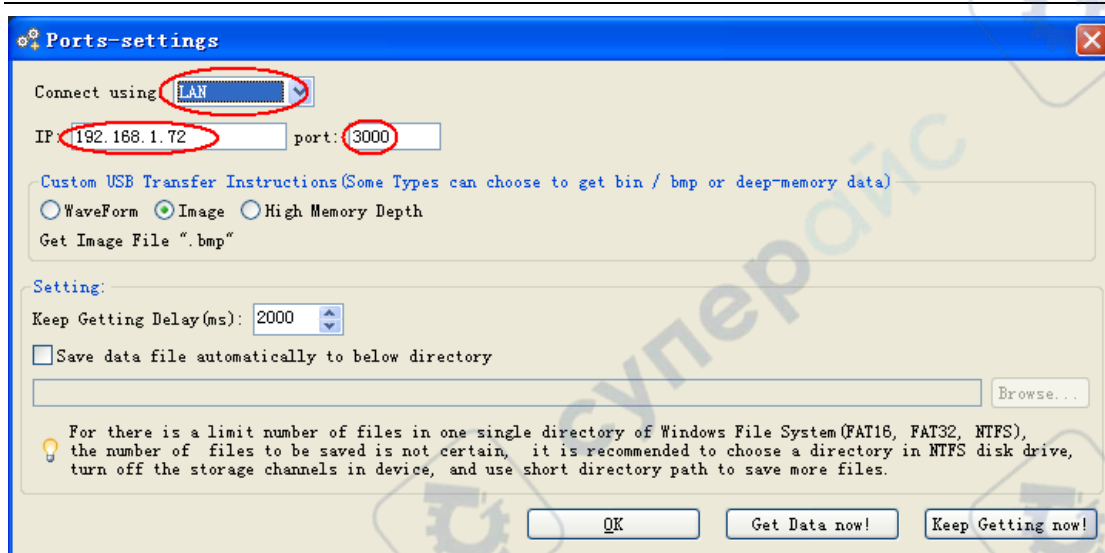 Ports-settings
Connect using: LAN
IP: 192.168.1.72 port: 3000
Custom USB Transfer Instructions(Some Types can choose to get bin / bmp or deep-memory data)
WaveForm Image High Memory Depth
Get Image File ".bmp"
Setting:
Keep Getting Delay(ms): 2000
Save data file automatically to below directory
Browse...
For there is a limit number of files in one single directory of Windows File System(FAT16, FAT32, NTFS),
the number of files to be saved is not certain, it is recommended to choose a directory in NTFS disk drive,
turn off the storage channels in device, and use short directory path to save more files.
OK Get Data now! Keep Getting now!
суперайс